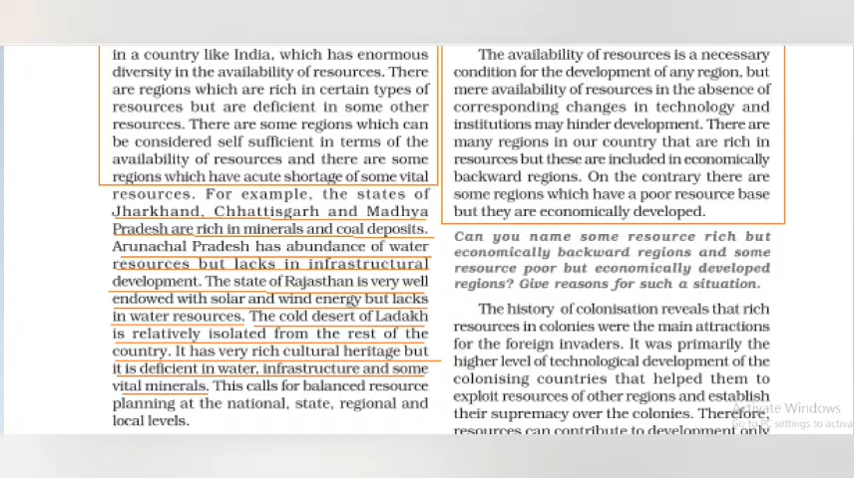 in a country like India, which has enormous
diversity in the availability of resources. There
are regions which are rich in certain types of
resources but are deficient in some other
resources. There are some regions which can
be considered self sufficient in terms of the
availability of resources and there are some
regions which have acute shortage of some vital
resources. For example, the states of
Jharkhand, Chhattisgarh and Madhya
Pradesh are rich in minerals and coal deposits.
Arunachal Pradesh has abundance of water
resources but lacks in infrastructural
development. The state of Rajasthan is very well
endowed with solar and wind energy but lacks
in water resources. The cold desert of Ladakh
is relatively isolated from the rest of the
country. It has very rich cultural heritage but
it is deficient in water, infrastructure and some
vital minerals. This calls for balanced resource
planning at the national, state, regional and
local levels.
The availability of resources is a necessary
condition for the development of any region, but
mere availability of resources in the absence of
corresponding changes in technology and
institutions may hinder development. There are
many regions in our country that are rich in
resources but these are included in economically
backward regions. On the contrary there are
some regions which have a poor resource base
but they are economically developed.
Can you name some resource rich but
economically backward regions and some
resource poor but economically developed
regions? Give reasons for such a situation.
The history of colonisation reveals that rich
resources in colonies were the main attractions
for the foreign invaders. It was primarily the
higher level of technological development of the
colonising countries that helped them to
exploit resources of other regions and establish
their supremacy over the colonies. Therefore,
resources can contribute to development only
Activate Windows
Go to PC settings to activa